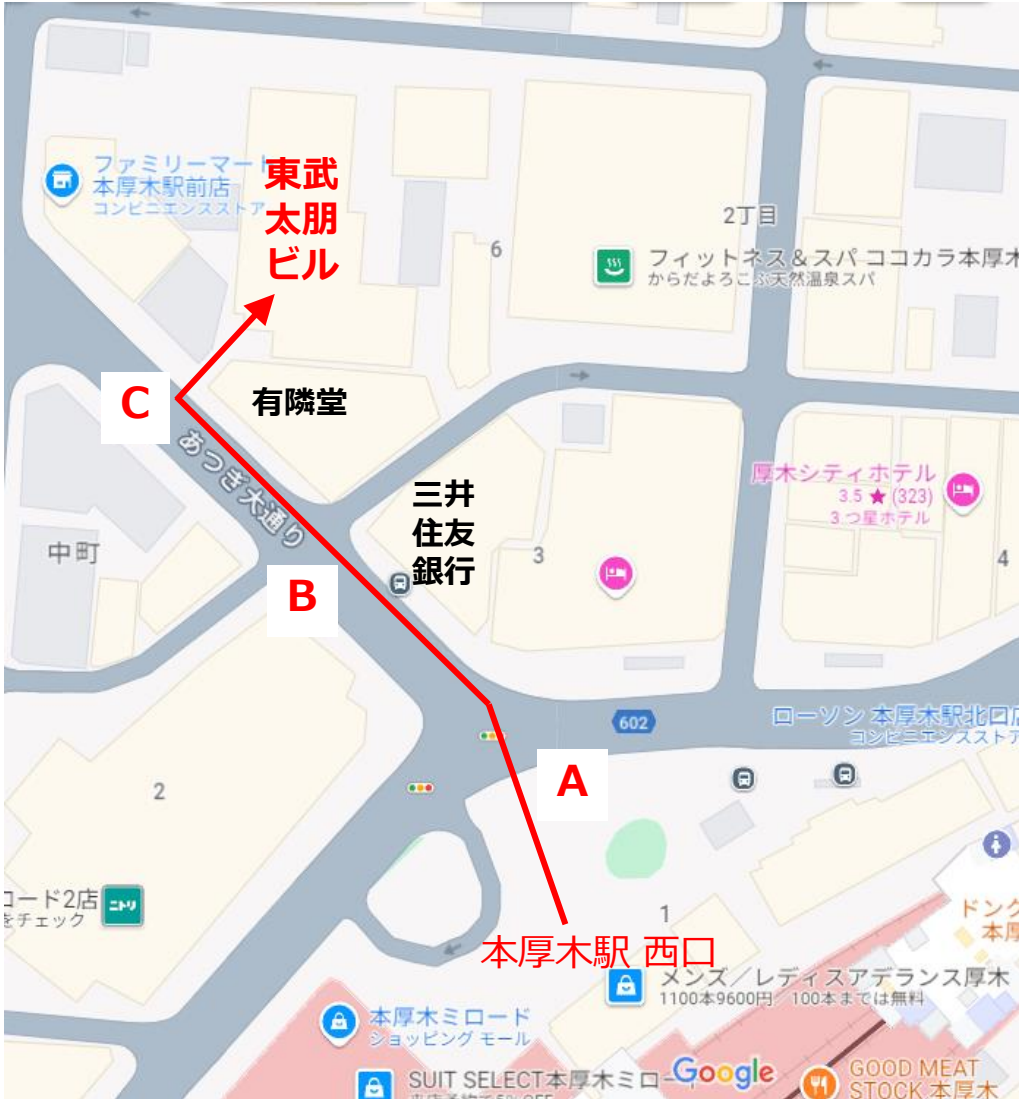 ファミリーマート
本厚木駅前店
コンビニエンスストア
東武
太朋
ビル
2丁目
6
フィットネス&スパ ココカラ本厚木
からだよろこぶ天然温泉スパ
C
有隣堂
あつぎ大通り
三井
住友
銀行
厚木シティホテル
3.5 ★ (323)
3 つ星ホテル
中町
3
4
B
602
ローソン 本厚木駅北口店
コンビニエンスストア
A
2
ロード2店
をチェック
ニトリ
1
ドンク
本厚
本厚木駅 西口
メンズ／レディスアデランス厚木
1100本9600円 100本までは無料
本厚木ミロード
ショッピング モール
Google
SUIT SELECT本厚木ミロー
GOOD MEAT
STOCK 本厚木